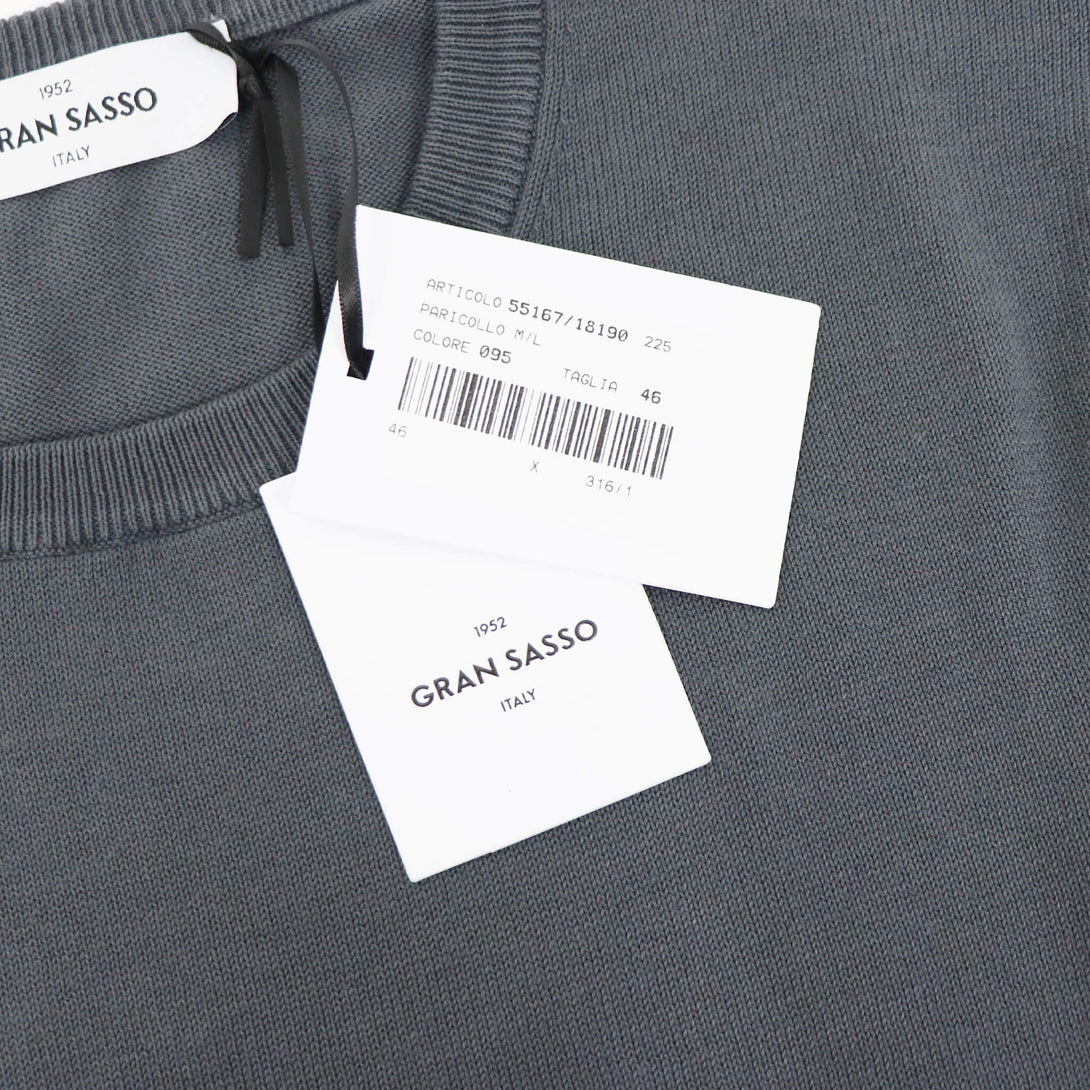 1952
GRAN SASSO
ITALY
ARTICOLO 55167/18190 225
PARICOLLO M/L
COLORE 095
TAGLIA 46
46
X
316/1
1952
GRAN SASSO
ITALY